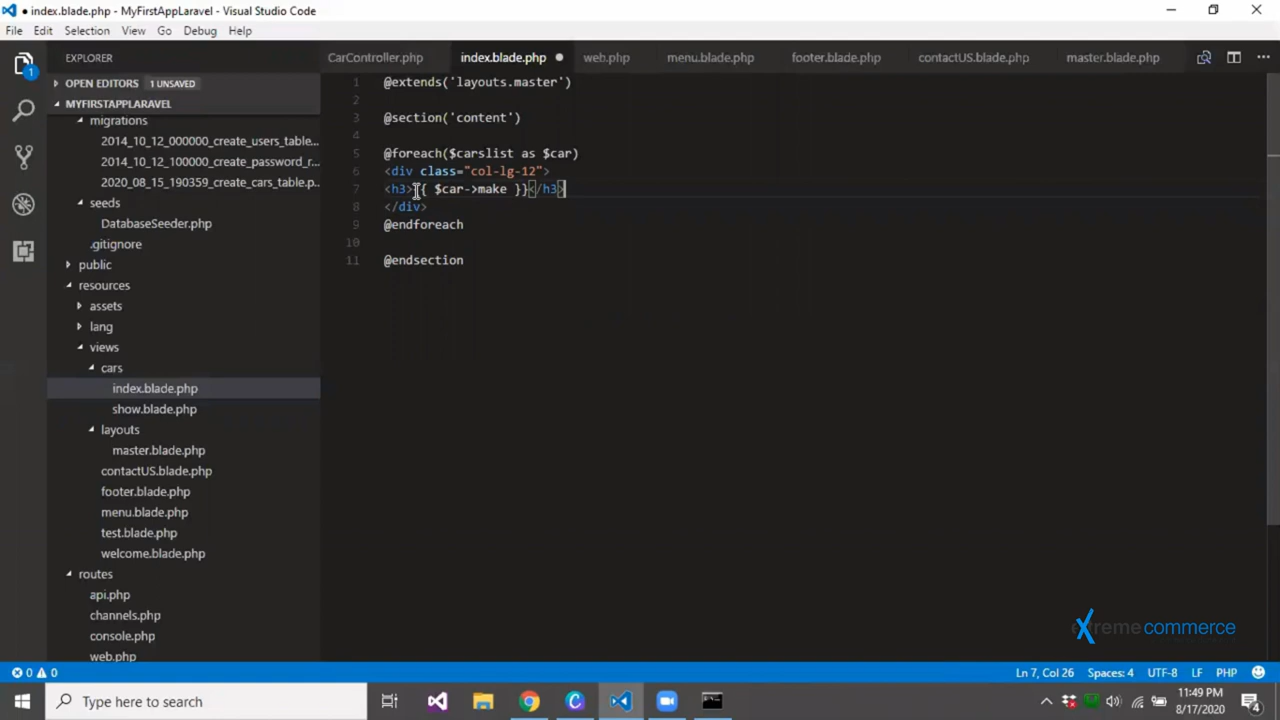 ● index.blade.php - MyFirstAppLaravel - Visual Studio Code
File Edit Selection View Go Debug Help
EXPLORER
CarController.php index.blade.php ● web.php menu.blade.php footer.blade.php contactUS.blade.php master.blade.php
1
OPEN EDITORS 1 UNSAVED
MYFIRSTAPPLARAVEL
migrations
2014_10_12_000000_create_users_table...
2014_10_12_100000_create_password_r...
2020_08_15_190359_create_cars_table.p...
seeds
DatabaseSeeder.php
.gitignore
public
resources
assets
lang
views
cars
index.blade.php
show.blade.php
layouts
master.blade.php
contactUS.blade.php
footer.blade.php
menu.blade.php
test.blade.php
welcome.blade.php
routes
api.php
channels.php
console.php
web.php
1 @extends('layouts.master')
2
3 @section('content')
4
5 @foreach($carslist as $car)
6 <div class="col-lg-12">
7 <h3>{{ $car->make }}</h3>
8 </div>
9 @endforeach
10
11 @endsection
extreme commerce
0 0 Ln 7, Col 26 Spaces: 4 UTF-8 LF PHP
Type here to search
11:49 PM
8/17/2020
4